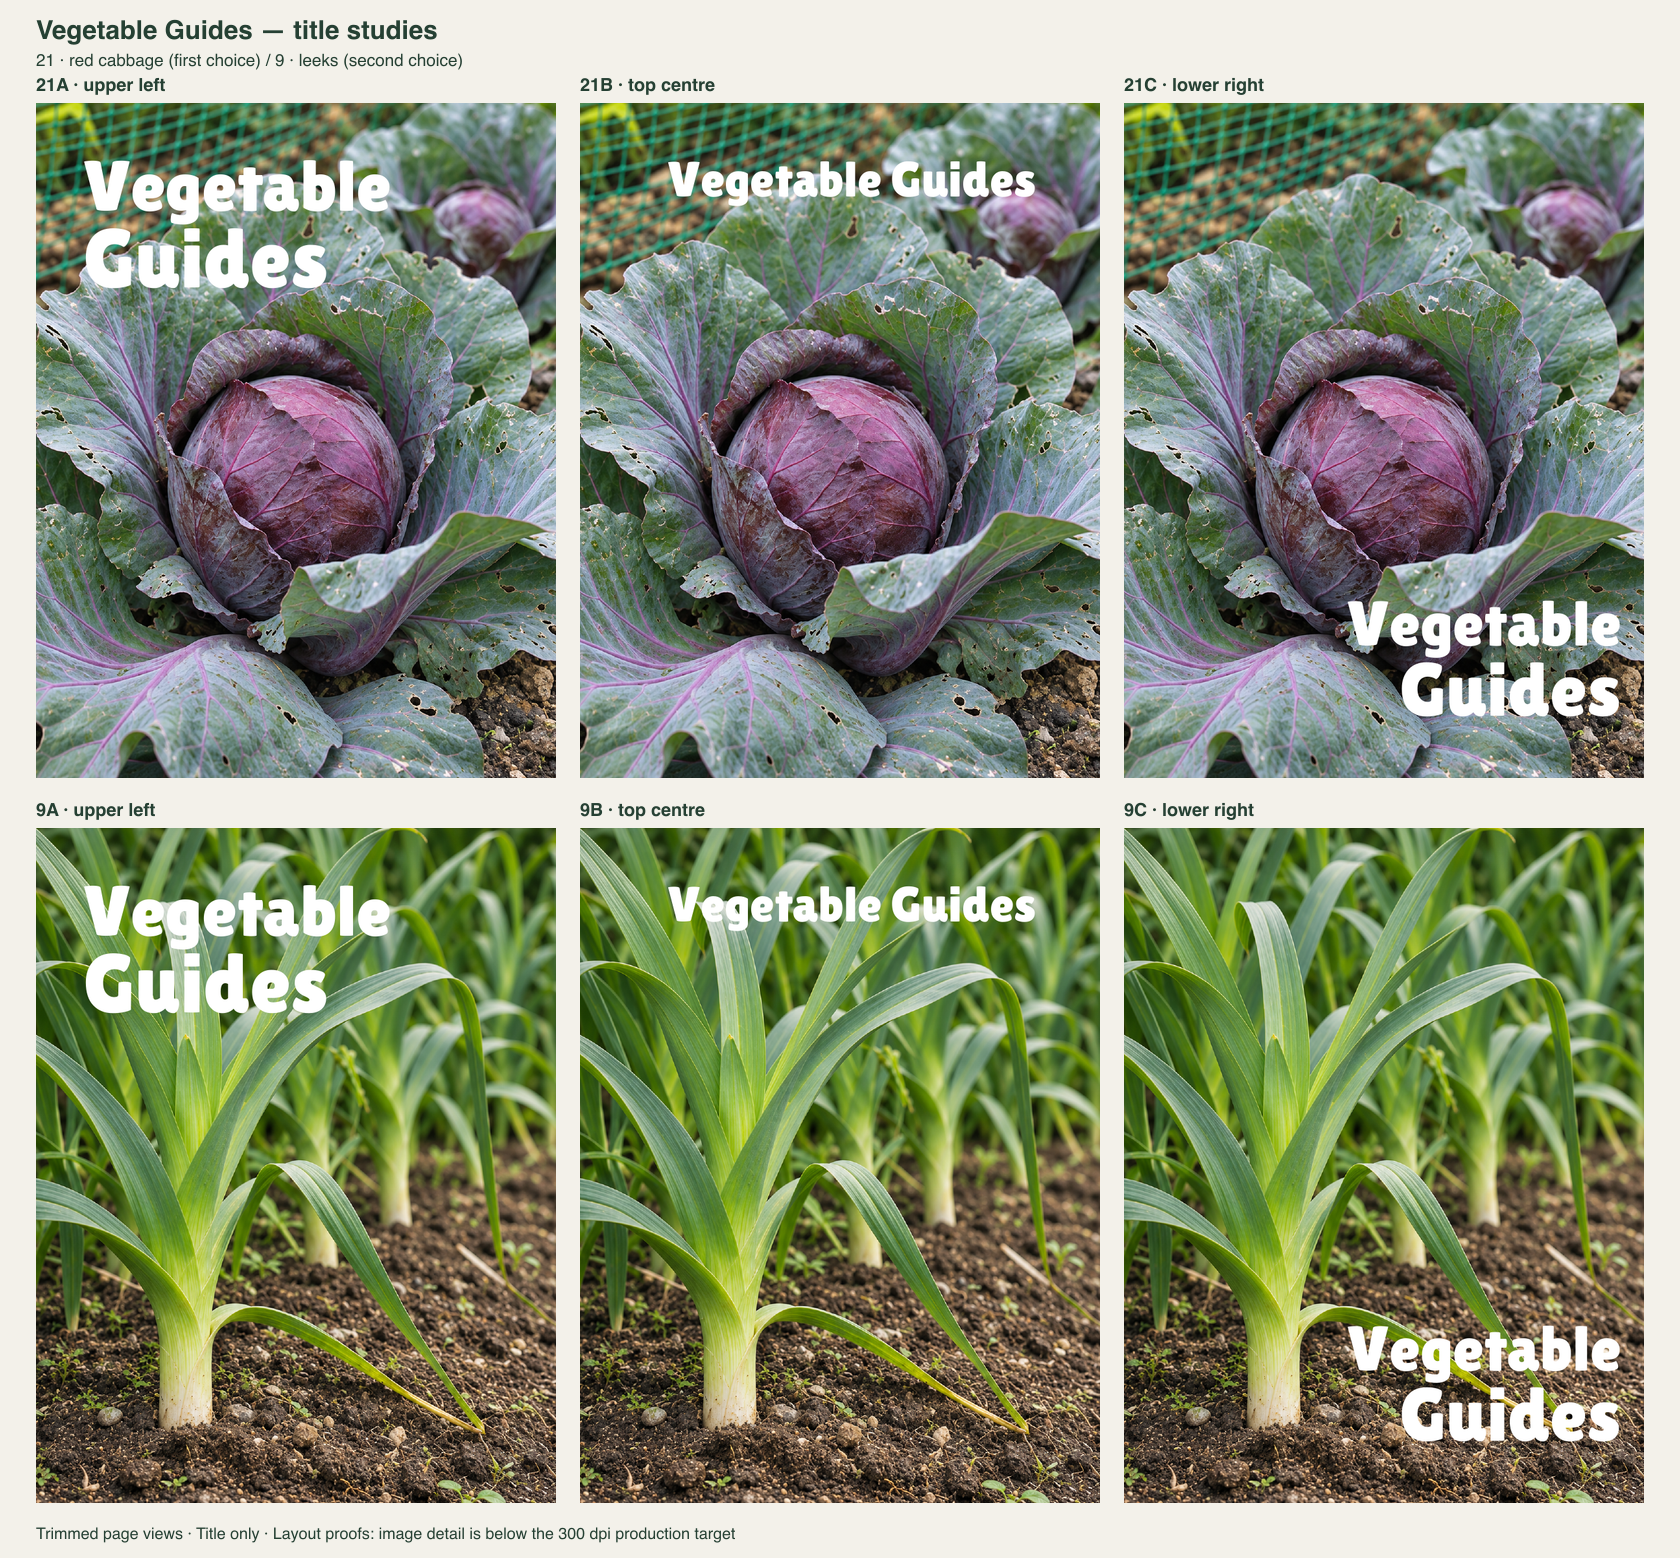 Vegetable Guides — title studies
21 · red cabbage (first choice) / 9 · leeks (second choice)
21A · upper left
21B · top centre
21C · lower right
Vegetable
Guides
Vegetable Guides
Vegetable
Guides
9A · upper left
9B · top centre
9C · lower right
Vegetable
Guides
Vegetable Guides
Vegetable
Guides
Trimmed page views · Title only · Layout proofs: image detail is below the 300 dpi production target